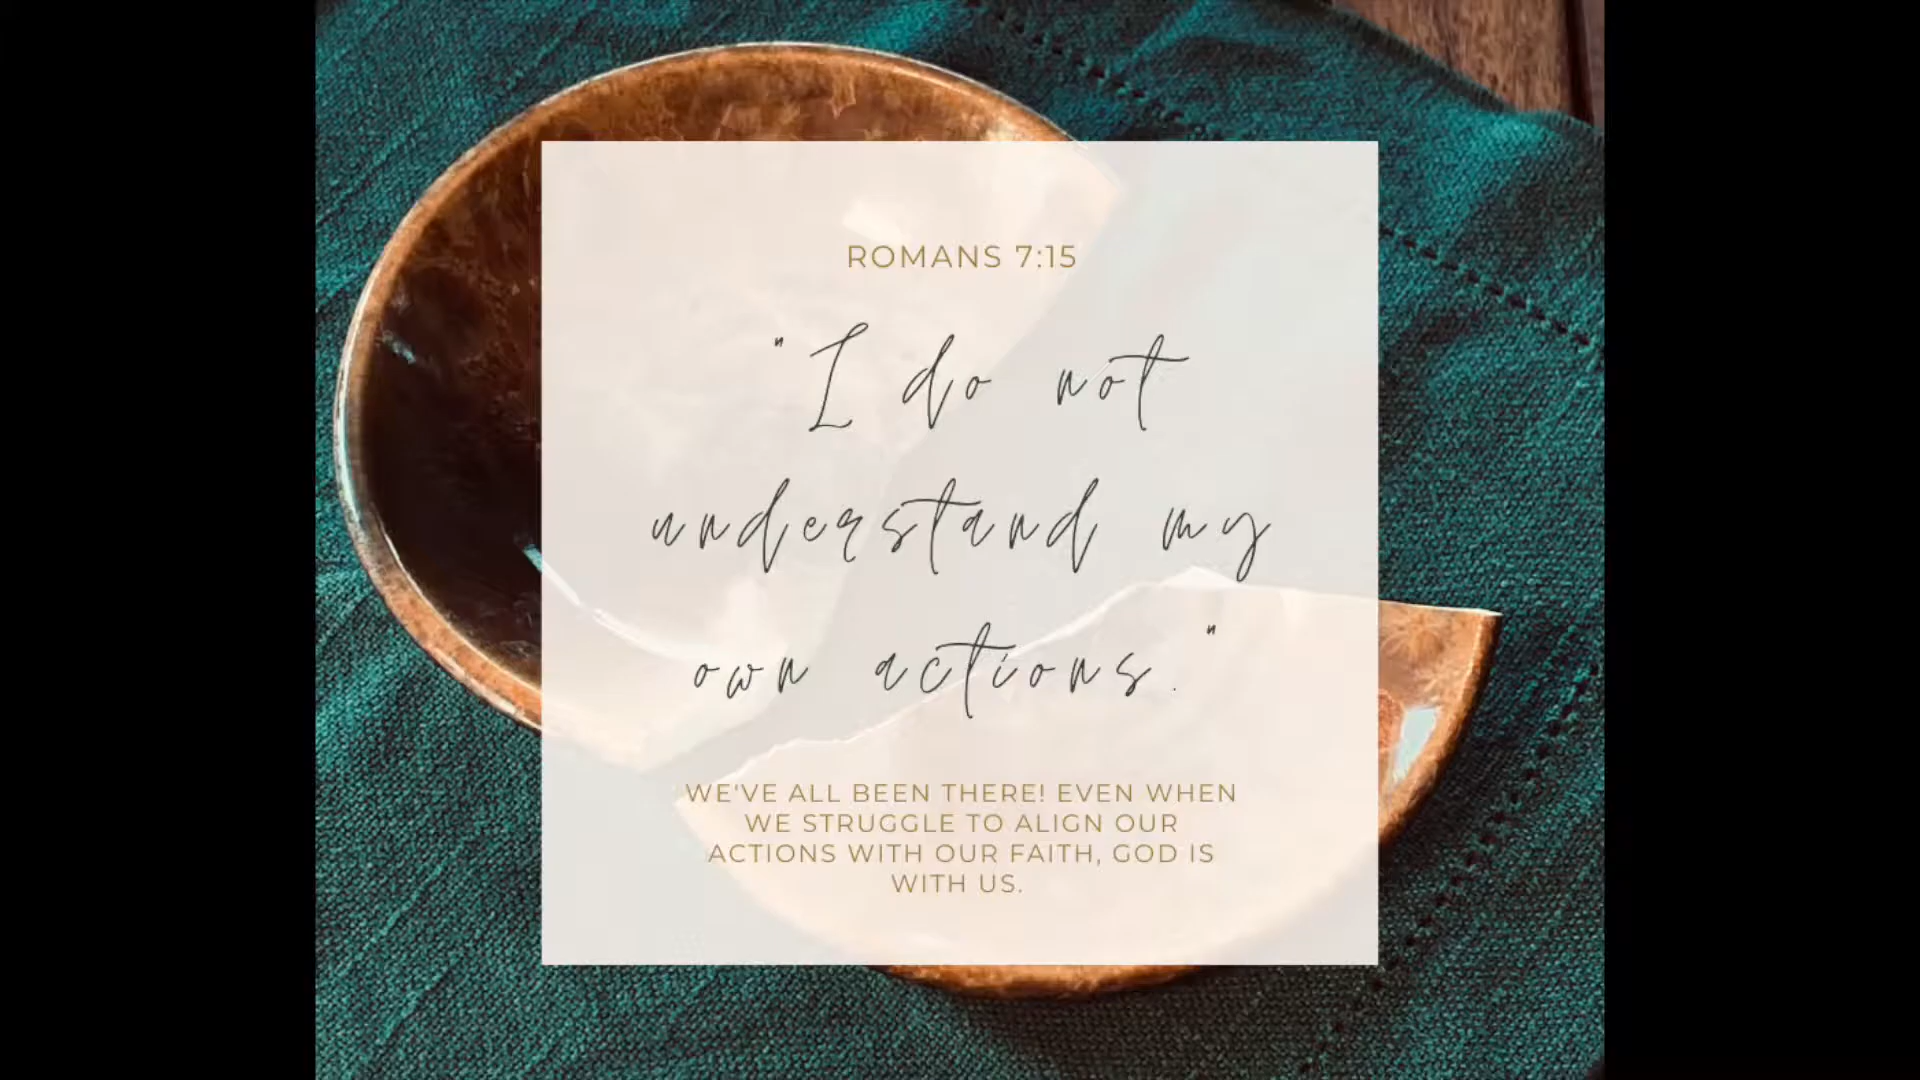 ROMANS 7:15
"I do not
understand my
own actions."
WE'VE ALL BEEN THERE! EVEN WHEN
WE STRUGGLE TO ALIGN OUR
ACTIONS WITH OUR FAITH, GOD IS
WITH US.